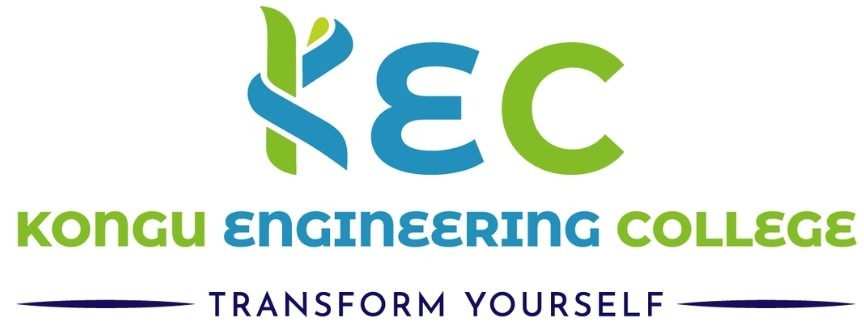 KEC
KONGU ENGINEERING COLLEGE
TRANSFORM YOURSELF